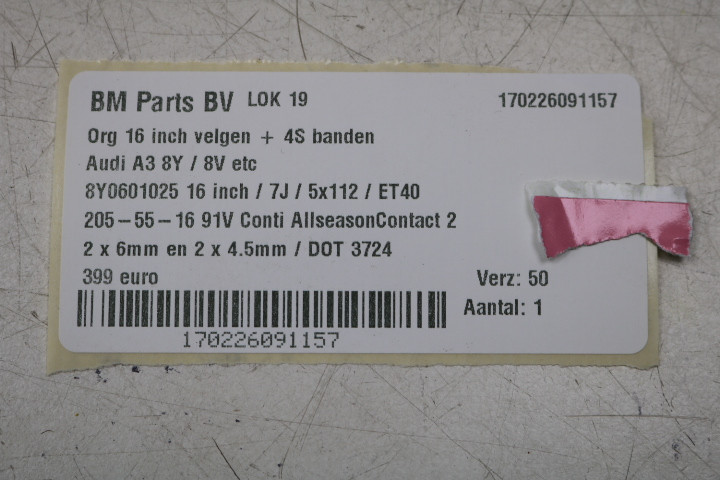 BM Parts BV LOK 19 170226091157
Org 16 inch velgen + 4S banden
Audi A3 8Y / 8V etc
8Y0601025 16 inch / 7J / 5x112 / ET40
205-55-16 91V Conti AllseasonContact 2
2 x 6mm en 2 x 4.5mm / DOT 3724
399 euro Verz: 50
Aantal: 1
170226091157